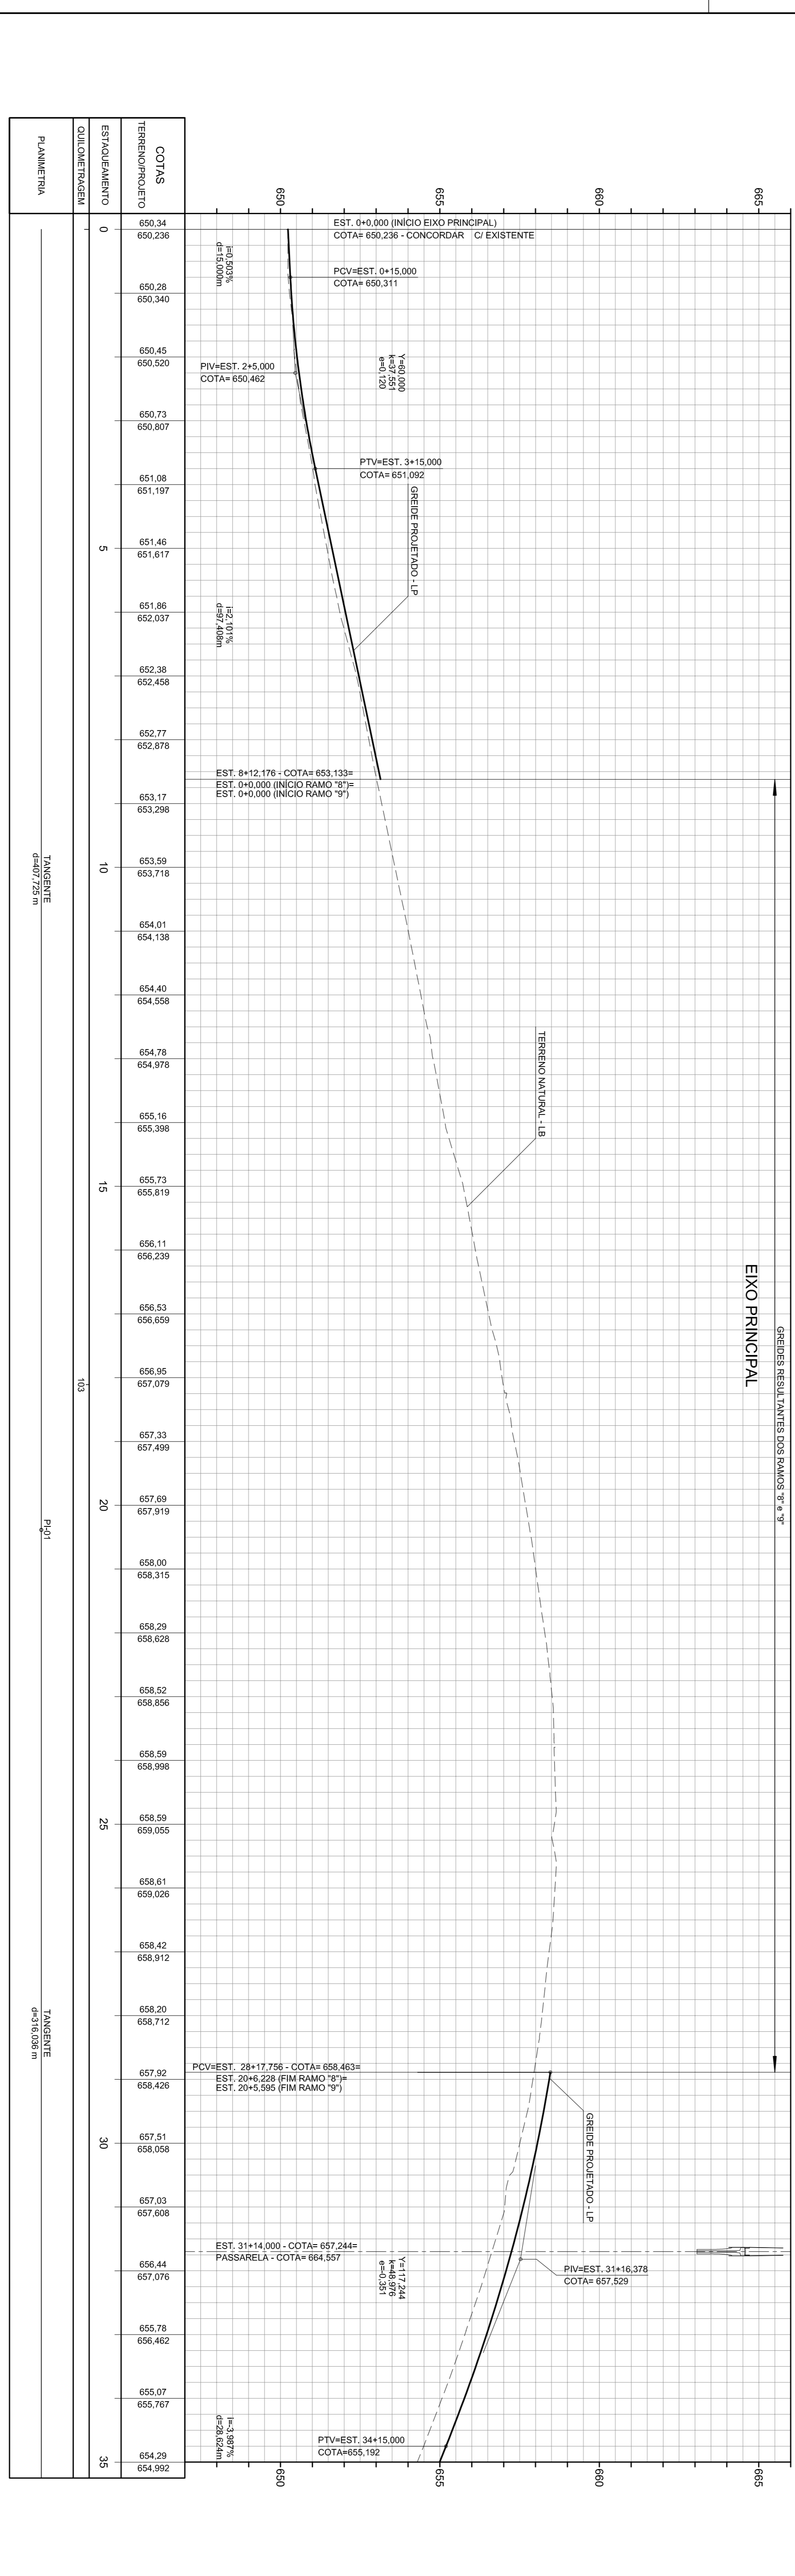 COTAS
TERRENO/PROJETO
ESTAQUEAMENTO
QUILOMETRAGEM
PLANIMETRIA
650
655
660
665
650,34
650,236
650,28
650,340
650,45
650,520
650,73
650,807
651,08
651,197
651,46
651,617
651,86
652,037
652,38
652,458
652,77
652,878
653,17
653,298
653,59
653,718
654,01
654,138
654,40
654,558
654,78
654,978
655,16
655,398
655,73
655,819
656,11
656,239
656,53
656,659
656,95
657,079
657,33
657,499
657,69
657,919
658,00
658,315
658,29
658,628
658,52
658,856
658,59
658,998
658,59
659,055
658,61
659,026
658,42
658,912
658,20
658,712
657,92
658,426
657,51
658,058
657,03
657,608
656,44
657,076
655,78
656,462
655,07
655,767
654,29
654,992
0
5
10
15
20
25
30
35
103
TANGENTE
d=407,725 m
PI-01
TANGENTE
d=316,036 m
EST. 0+0,000 (INÍCIO EIXO PRINCIPAL)
COTA= 650,236 - CONCORDAR C/ EXISTENTE
i=0,503%
d=15,000m
PCV=EST. 0+15,000
COTA= 650,311
PIV=EST. 2+5,000
COTA= 650,462
Y=60,000
k=37,551
e=0,120
PTV=EST. 3+15,000
COTA= 651,092
GREIDE PROJETADO - LP
i=2,101%
d=97,408m
EST. 8+12,176 - COTA= 653,133=
EST. 0+0,000 (INÍCIO RAMO "8")=
EST. 0+0,000 (INÍCIO RAMO "9")
TERRENO NATURAL - LB
EIXO PRINCIPAL
GREIDES RESULTANTES DOS RAMOS "8" e "9"
PCV=EST. 28+17,756 - COTA= 658,463=
EST. 20+6,228 (FIM RAMO "8")=
EST. 20+5,595 (FIM RAMO "9")
GREIDE PROJETADO - LP
EST. 31+14,000 - COTA= 657,244=
PASSARELA - COTA= 664,557
PIV=EST. 31+16,378
COTA= 657,529
Y=117,244
k=48,976
e=-0,351
PTV=EST. 34+15,000
COTA=655,192
I=-3,987%
d=28,624m
650
655
660
665